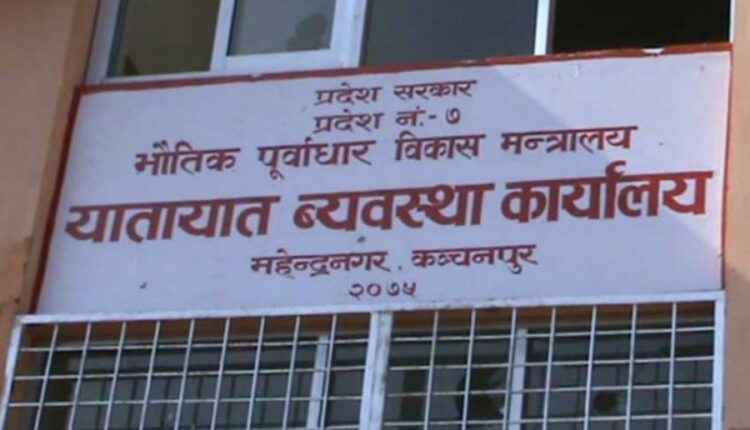 प्रदेश सरकार
प्रदेश नं.- ७
भौतिक पूर्वाधार विकास मन्त्रालय
यातायात ब्यवस्था कार्यालय
महेन्द्रनगर, कञ्चनपुर
२०७५